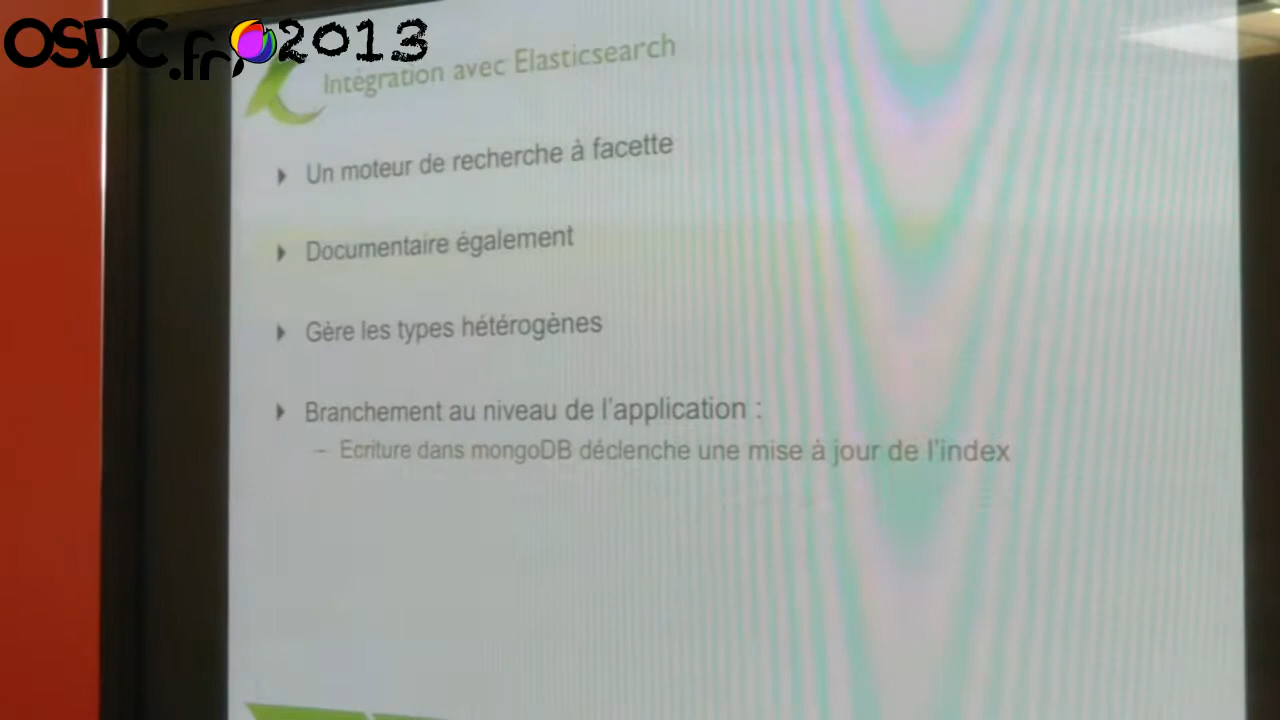 OSDC.fr 2013
Intégration avec Elasticsearch
Un moteur de recherche à facette
Documentaire également
Gère les types hétérogènes
Branchement au niveau de l'application :
– Ecriture dans mongoDB déclenche une mise à jour de l'index